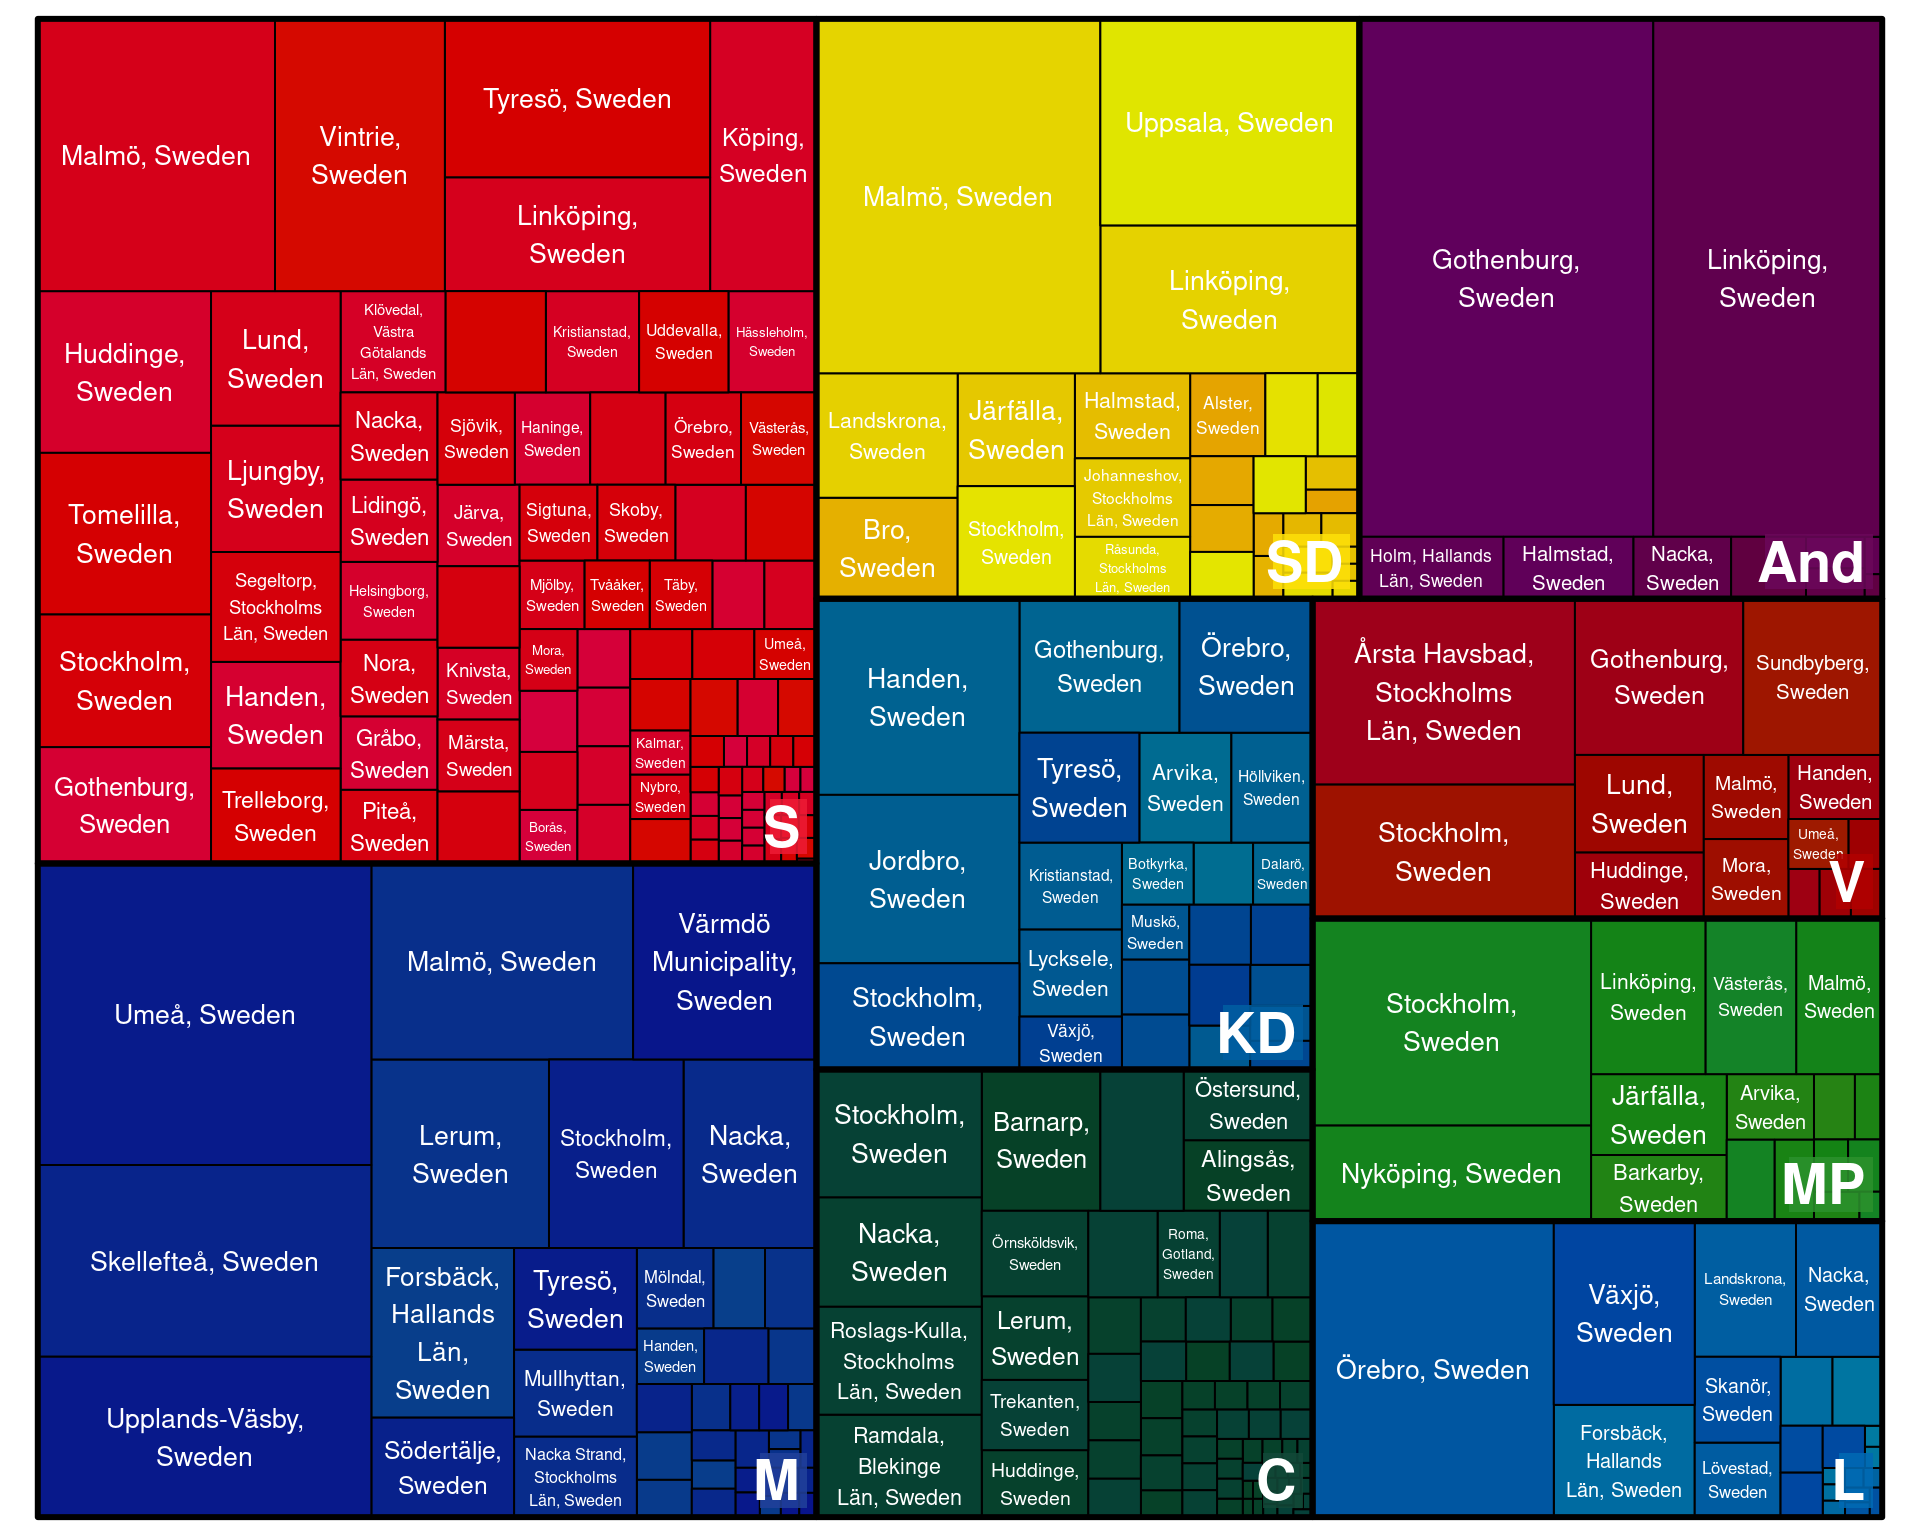 Malmö, Sweden
Vintrie,
Sweden
Tyresö, Sweden
Linköping,
Sweden
Köping,
Sweden
Huddinge,
Sweden
Tomelilla,
Sweden
Stockholm,
Sweden
Gothenburg,
Sweden
Lund,
Sweden
Ljungby,
Sweden
Segeltorp,
Stockholms
Län, Sweden
Handen,
Sweden
Trelleborg,
Sweden
Klövedal,
Västra
Götalands
Län, Sweden
Kristianstad,
Sweden
Uddevalla,
Sweden
Hässleholm,
Sweden
Nacka,
Sweden
Lidingö,
Sweden
Helsingborg,
Sweden
Nora,
Sweden
Gråbo,
Sweden
Piteå,
Sweden
Sjövik,
Sweden
Haninge,
Sweden
Örebro,
Sweden
Västerås,
Sweden
Järva,
Sweden
Knivsta,
Sweden
Märsta,
Sweden
Sigtuna,
Sweden
Skoby,
Sweden
Mjölby,
Sweden
Tvååker,
Sweden
Täby,
Sweden
Mora,
Sweden
Borås,
Sweden
Umeå,
Sweden
Kalmar,
Sweden
Nybro,
Sweden
S
Malmö, Sweden
Uppsala, Sweden
Linköping,
Sweden
Landskrona,
Sweden
Bro,
Sweden
Järfälla,
Sweden
Stockholm,
Sweden
Halmstad,
Sweden
Johanneshov,
Stockholms
Län, Sweden
Råsunda,
Stockholms
Län, Sweden
Alster,
Sweden
SD
Gothenburg,
Sweden
Linköping,
Sweden
Holm, Hallands
Län, Sweden
Halmstad,
Sweden
Nacka,
Sweden
And
Handen,
Sweden
Jordbro,
Sweden
Stockholm,
Sweden
Gothenburg,
Sweden
Örebro,
Sweden
Tyresö,
Sweden
Arvika,
Sweden
Höllviken,
Sweden
Kristianstad,
Sweden
Lycksele,
Sweden
Växjö,
Sweden
Botkyrka,
Sweden
Dalarö,
Sweden
Muskö,
Sweden
KD
Årsta Havsbad,
Stockholms
Län, Sweden
Stockholm,
Sweden
Gothenburg,
Sweden
Sundbyberg,
Sweden
Lund,
Sweden
Huddinge,
Sweden
Malmö,
Sweden
Mora,
Sweden
Handen,
Sweden
Umeå,
Sweden
V
Umeå, Sweden
Skellefteå, Sweden
Upplands-Väsby,
Sweden
Malmö, Sweden
Värmdö
Municipality,
Sweden
Lerum,
Sweden
Stockholm,
Sweden
Nacka,
Sweden
Forsbäck,
Hallands
Län,
Sweden
Södertälje,
Sweden
Tyresö,
Sweden
Mullhyttan,
Sweden
Nacka Strand,
Stockholms
Län, Sweden
Mölndal,
Sweden
Handen,
Sweden
M
Stockholm,
Sweden
Nacka,
Sweden
Roslags-Kulla,
Stockholms
Län, Sweden
Ramdala,
Blekinge
Län, Sweden
Barnarp,
Sweden
Östersund,
Sweden
Alingsås,
Sweden
Örnsköldsvik,
Sweden
Roma,
Gotland,
Sweden
Lerum,
Sweden
Trekanten,
Sweden
Huddinge,
Sweden
C
Stockholm,
Sweden
Nyköping, Sweden
Linköping,
Sweden
Västerås,
Sweden
Malmö,
Sweden
Järfälla,
Sweden
Barkarby,
Sweden
Arvika,
Sweden
MP
Örebro, Sweden
Växjö,
Sweden
Forsbäck,
Hallands
Län, Sweden
Landskrona,
Sweden
Nacka,
Sweden
Skanör,
Sweden
Lövestad,
Sweden
L